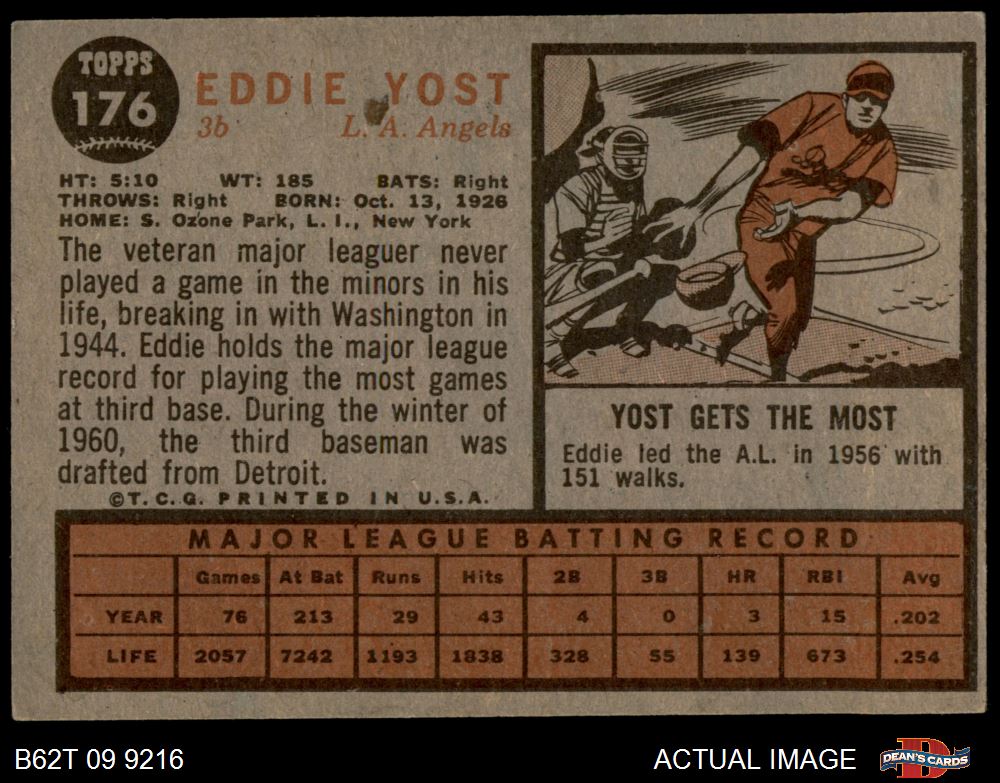 TOPPS
176
EDDIE YOST
3b L. A. Angels
HT: 5:10 WT: 185 BATS: Right
THROWS: Right BORN: Oct. 13, 1926
HOME: S. Ozone Park, L. I., New York
The veteran major leaguer never
played a game in the minors in his
life, breaking in with Washington in
1944. Eddie holds the major league
record for playing the most games
at third base. During the winter of
1960, the third baseman was
drafted from Detroit.
©T.C.G. PRINTED IN U.S.A.
YOST GETS THE MOST
Eddie led the A.L. in 1956 with
151 walks.
MAJOR LEAGUE BATTING RECORD
Games At Bat Runs Hits 2B 3B HR RBI Avg
YEAR 76 213 29 43 4 0 3 15 .202
LIFE 2057 7242 1193 1838 328 55 139 673 .254
B62T 09 9216 ACTUAL IMAGE DEAN'S CARDS